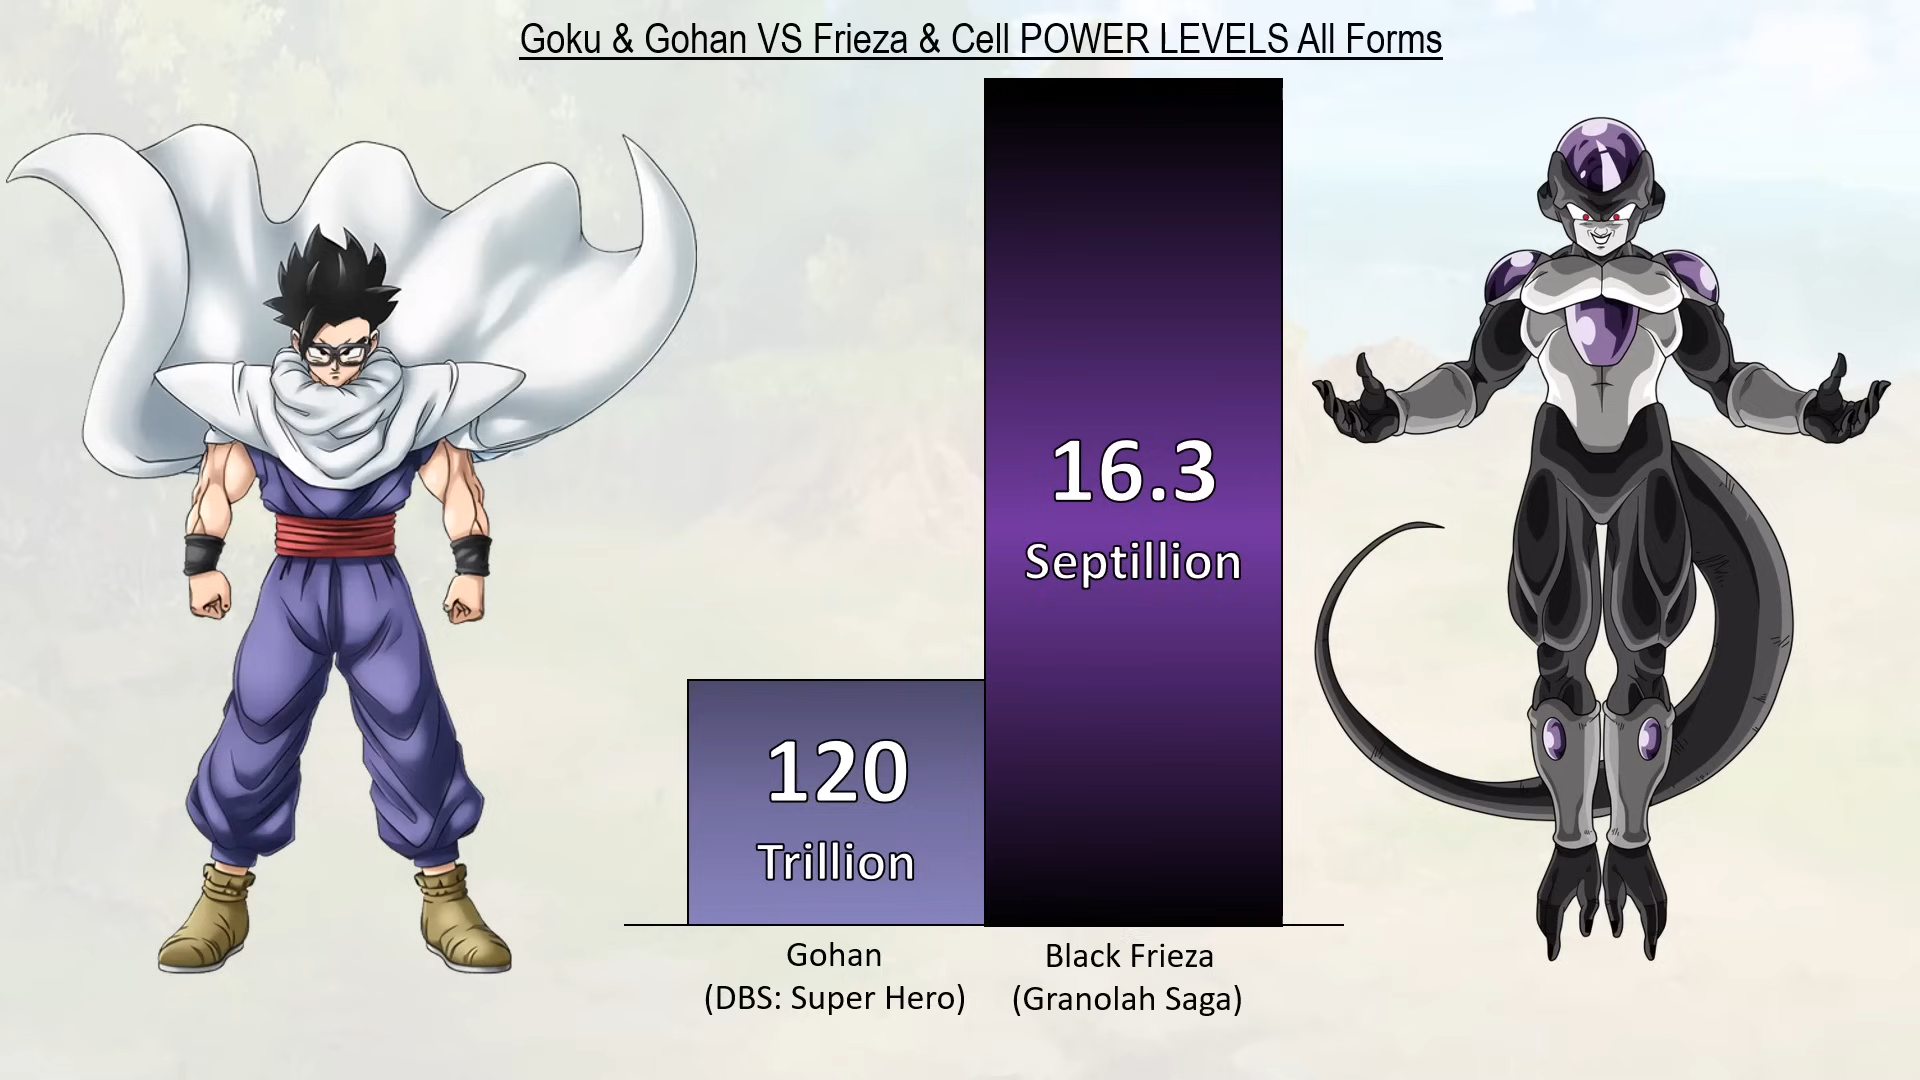 Goku & Gohan VS Frieza & Cell POWER LEVELS All Forms
16.3
Septillion
120
Trillion
Gohan
(DBS: Super Hero)
Black Frieza
(Granolah Saga)